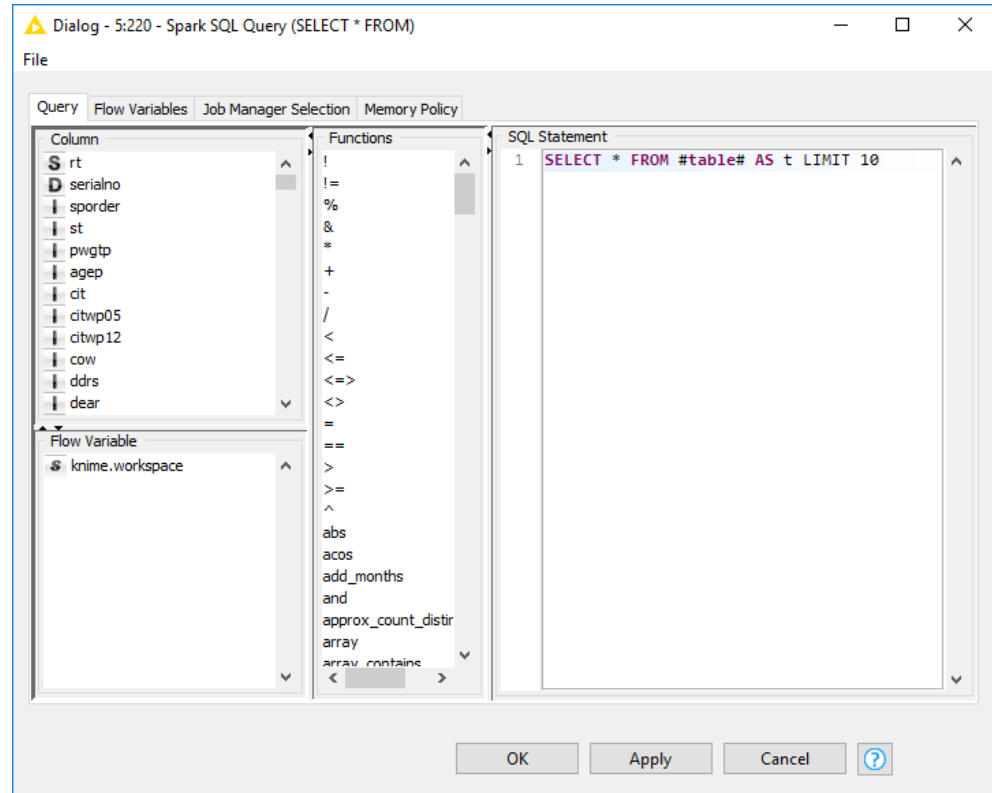 Dialog - 5:220 - Spark SQL Query (SELECT * FROM)
File
Query Flow Variables Job Manager Selection Memory Policy
Column
S rt
D serialno
I sporder
I st
I pwgtp
I agep
I cit
I citwp05
I citwp12
I cow
I ddrs
I dear
Flow Variable
s knime.workspace
Functions
!
!=
%
&
*
+
-
/
<
<=
<=>
<>
=
==
>
>=
^
abs
acos
add_months
and
approx_count_distir
array
array_contains
SQL Statement
1 SELECT * FROM #table# AS t LIMIT 10
OK Apply Cancel ?